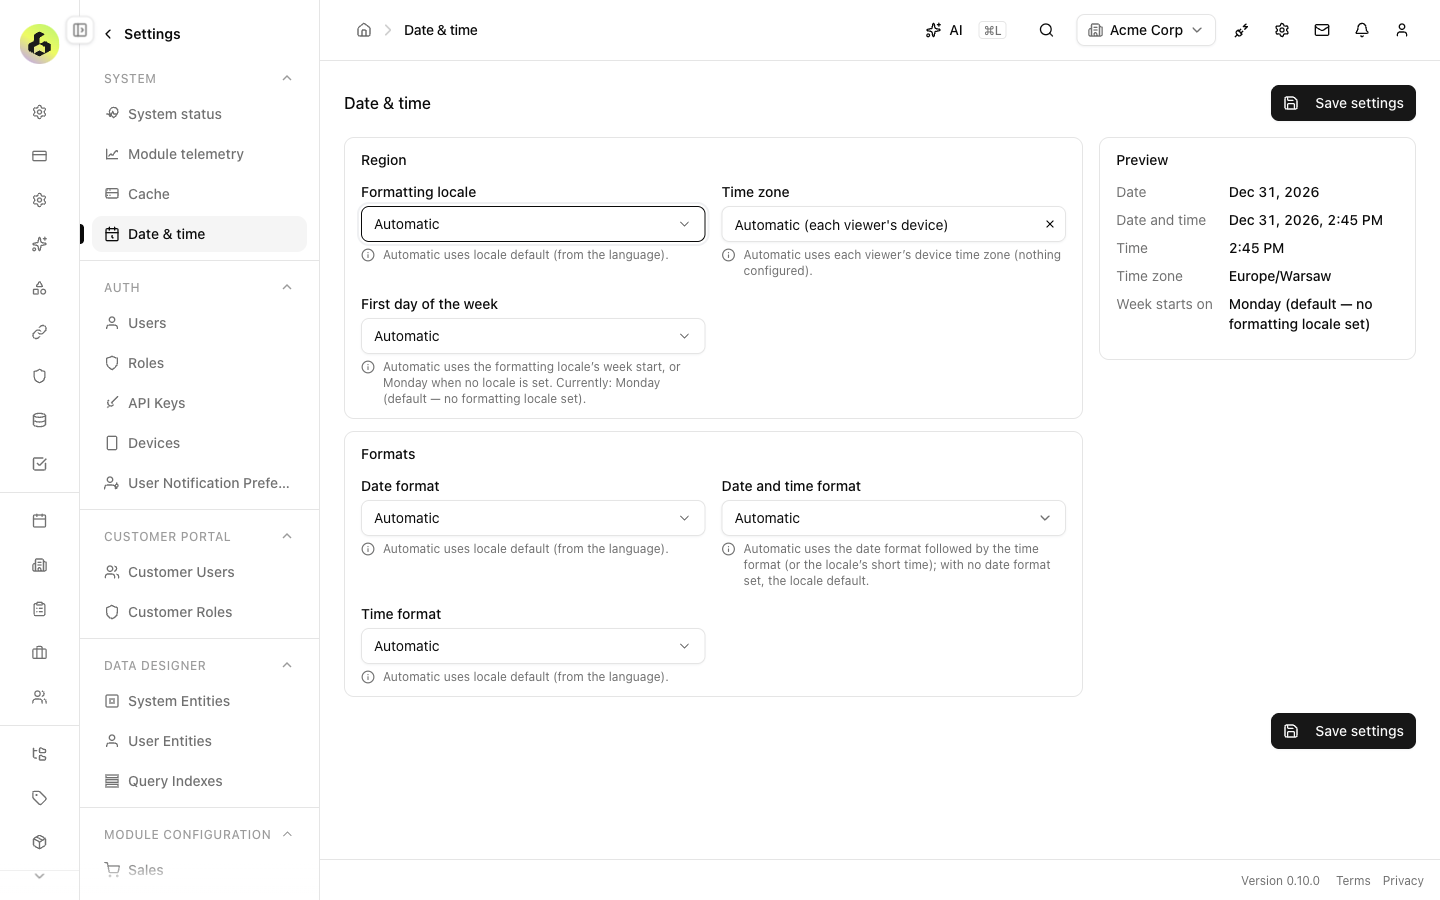 Settings
SYSTEM
System status
Module telemetry
Cache
Date & time
AUTH
Users
Roles
API Keys
Devices
User Notification Prefe...
CUSTOMER PORTAL
Customer Users
Customer Roles
DATA DESIGNER
System Entities
User Entities
Query Indexes
MODULE CONFIGURATION
Sales
Date & time
AI
⌘L
Acme Corp
Date & time
Save settings
Region
Formatting locale
Automatic
Automatic uses locale default (from the language).
Time zone
Automatic (each viewer's device)
Automatic uses each viewer’s device time zone (nothing
configured).
First day of the week
Automatic
Automatic uses the formatting locale’s week start, or
Monday when no locale is set. Currently: Monday
(default — no formatting locale set).
Formats
Date format
Automatic
Automatic uses locale default (from the language).
Date and time format
Automatic
Automatic uses the date format followed by the time
format (or the locale’s short time); with no date format
set, the locale default.
Time format
Automatic
Automatic uses locale default (from the language).
Preview
Date Dec 31, 2026
Date and time Dec 31, 2026, 2:45 PM
Time 2:45 PM
Time zone Europe/Warsaw
Week starts on Monday (default — no
formatting locale set)
Save settings
Version 0.10.0 Terms Privacy